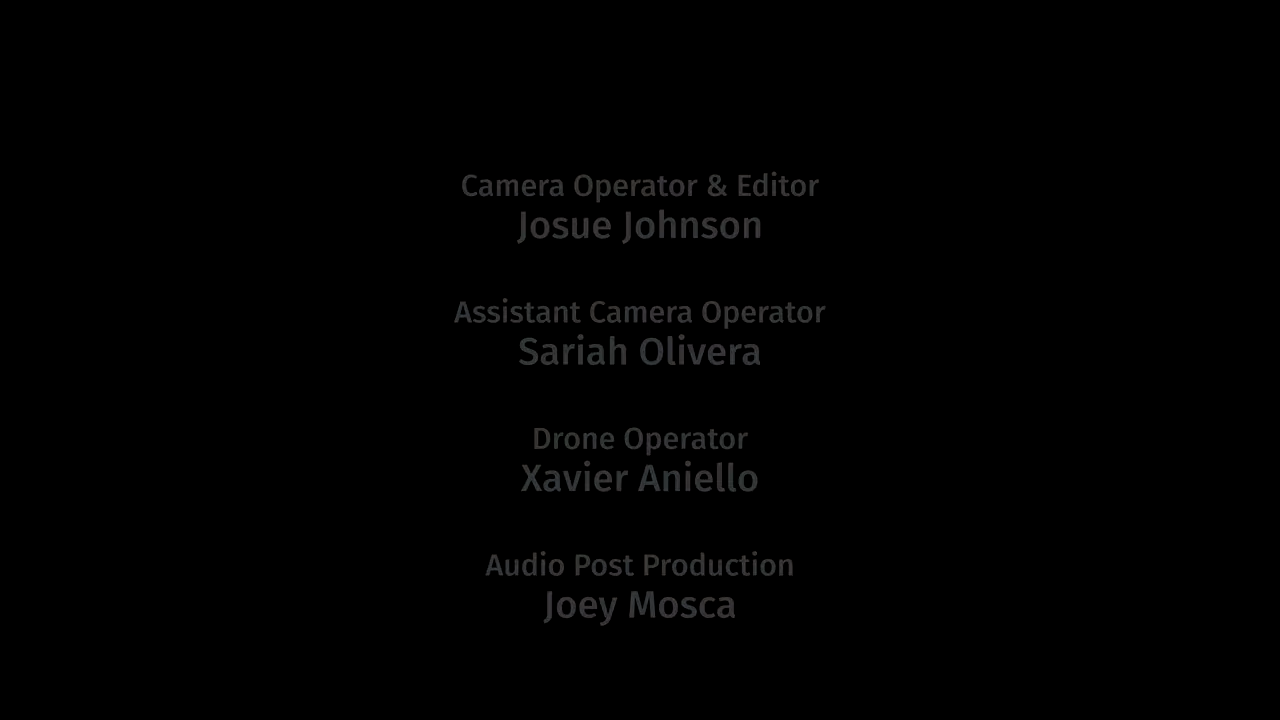 Camera Operator & Editor
Josue Johnson
Assistant Camera Operator
Sariah Olivera
Drone Operator
Xavier Aniello
Audio Post Production
Joey Mosca